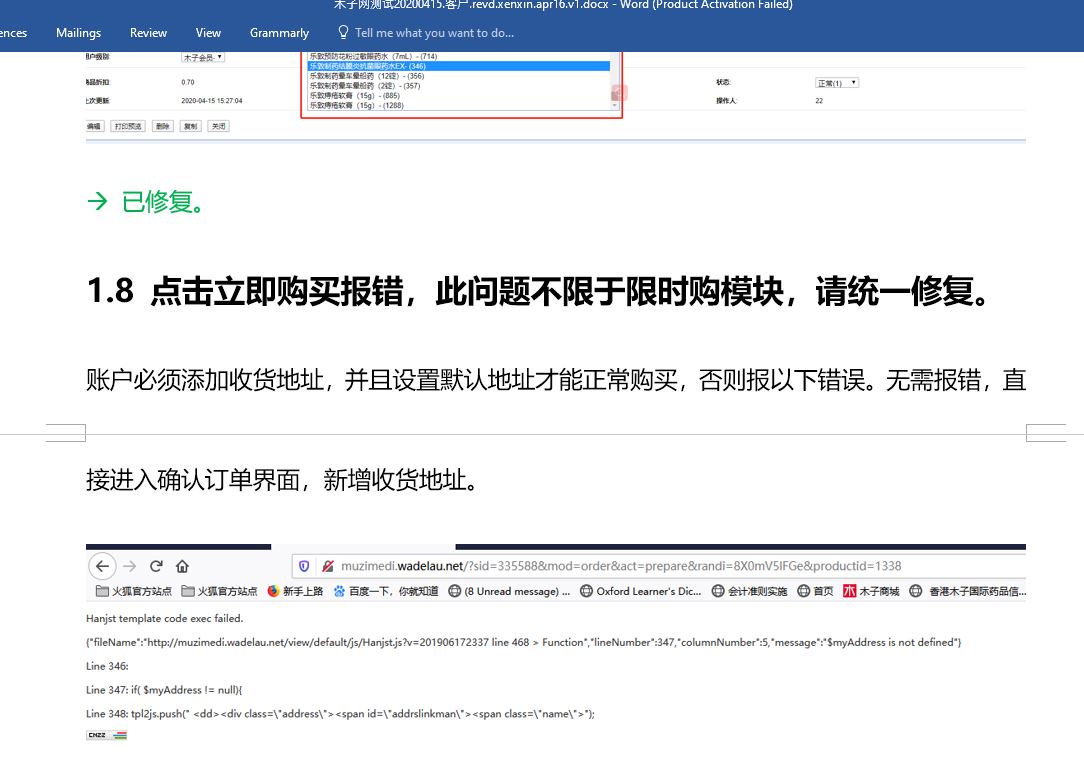 木子网测试20200415.客户.revd.xenxin.apr16.v1.docx - Word (Product Activation Failed)
ences Mailings Review View Grammarly Tell me what you want to do...
木子会员- 乐敦预防花粉过敏眼药水（7mL）- (714)
乐敦制药结膜炎抗菌眼药水EX- (346)
0.70 乐敦制药晕车晕船药（12锭）- (356) 状态: 正常(1)
乐敦制药晕车晕船药（2锭）- (357)
2020-04-15 15:27:04 乐敦痔疮软膏（15g）- (885) 操作人: 22
乐敦痔疮软膏（15g）- (1288)
编辑 打印预览 删除 复制 关闭
→ 已修复。
1.8 点击立即购买报错，此问题不限于限时购模块，请统一修复。
账户必须添加收货地址，并且设置默认地址才能正常购买，否则报以下错误。无需报错，直
接进入确认订单界面，新增收货地址。
muzimedi.wadelau.net/?sid=335588&mod=order&act=prepare&randi=8X0mV5IFGe&productid=1338
火狐官方站点 火狐官方站点 新手上路 百度一下，你就知道 (8 Unread message) ... Oxford Learner's Dic... 会计准则实施 首页 木 木子商城 香港木子国际药品信...
Hanjst template code exec failed.
{"fileName":"http://muzimedi.wadelau.net/view/default/js/Hanjst.js?v=201906172337 line 468 > Function","lineNumber":347,"columnNumber":5,"message":"$myAddress is not defined"}
Line 346:
Line 347: if( $myAddress != null){
Line 348: tpl2js.push(" <dd><div class=\"address\"><span id=\"addrslinkman\"><span class=\"name\">");
CNZZ